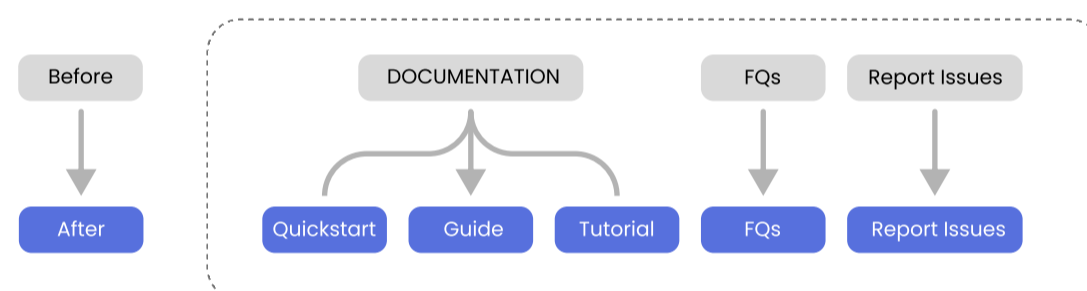 Before
DOCUMENTATION
FQs
Report Issues
After
Quickstart
Guide
Tutorial
FQs
Report Issues